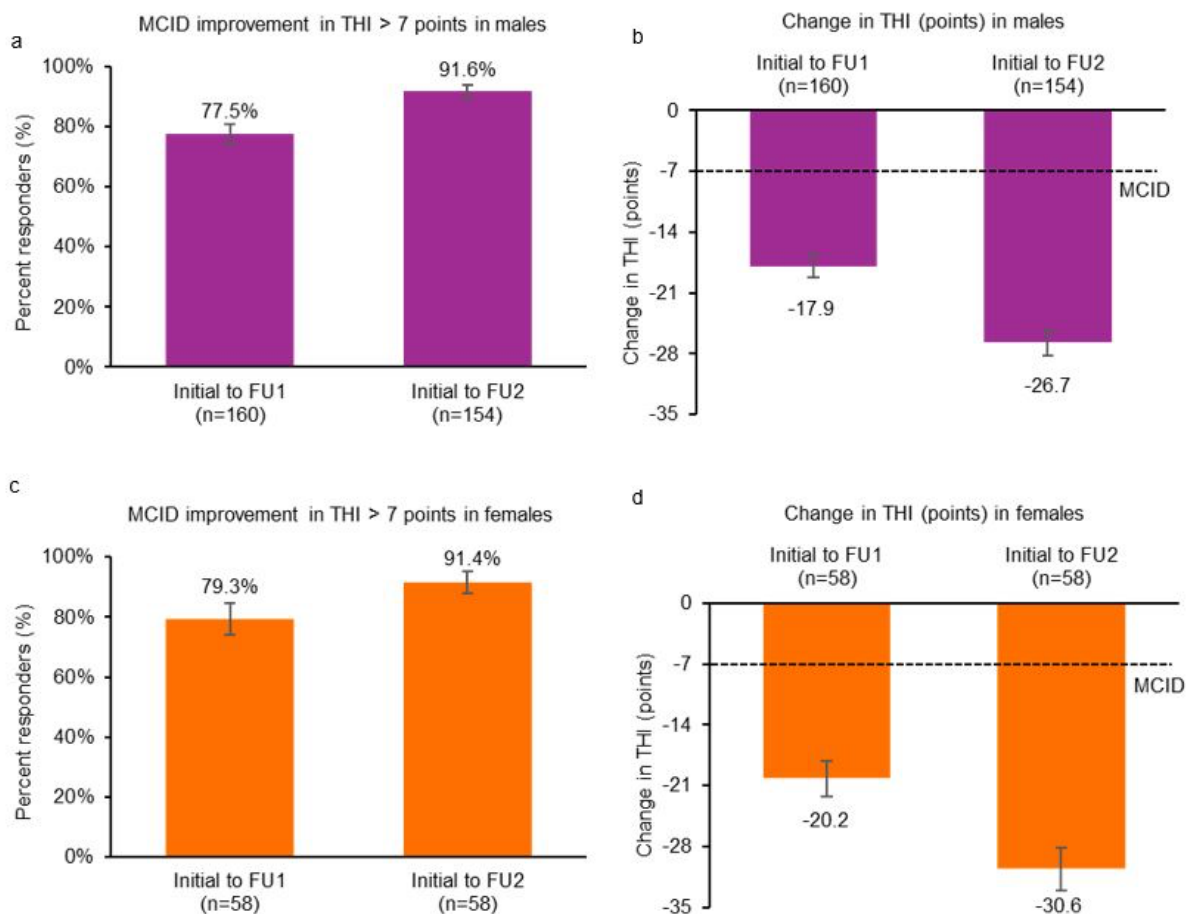 a
MCID improvement in THI > 7 points in males
Percent responders (%)
100%
80%
60%
40%
20%
0%
77.5%
91.6%
Initial to FU1
(n=160)
Initial to FU2
(n=154)
b
Change in THI (points) in males
Initial to FU1
(n=160)
Initial to FU2
(n=154)
Change in THI (points)
0
-7
-14
-21
-28
-35
MCID
-17.9
-26.7
c
MCID improvement in THI > 7 points in females
Percent responders (%)
100%
80%
60%
40%
20%
0%
79.3%
91.4%
Initial to FU1
(n=58)
Initial to FU2
(n=58)
d
Change in THI (points) in females
Initial to FU1
(n=58)
Initial to FU2
(n=58)
Change in THI (points)
0
-7
-14
-21
-28
-35
MCID
-20.2
-30.6